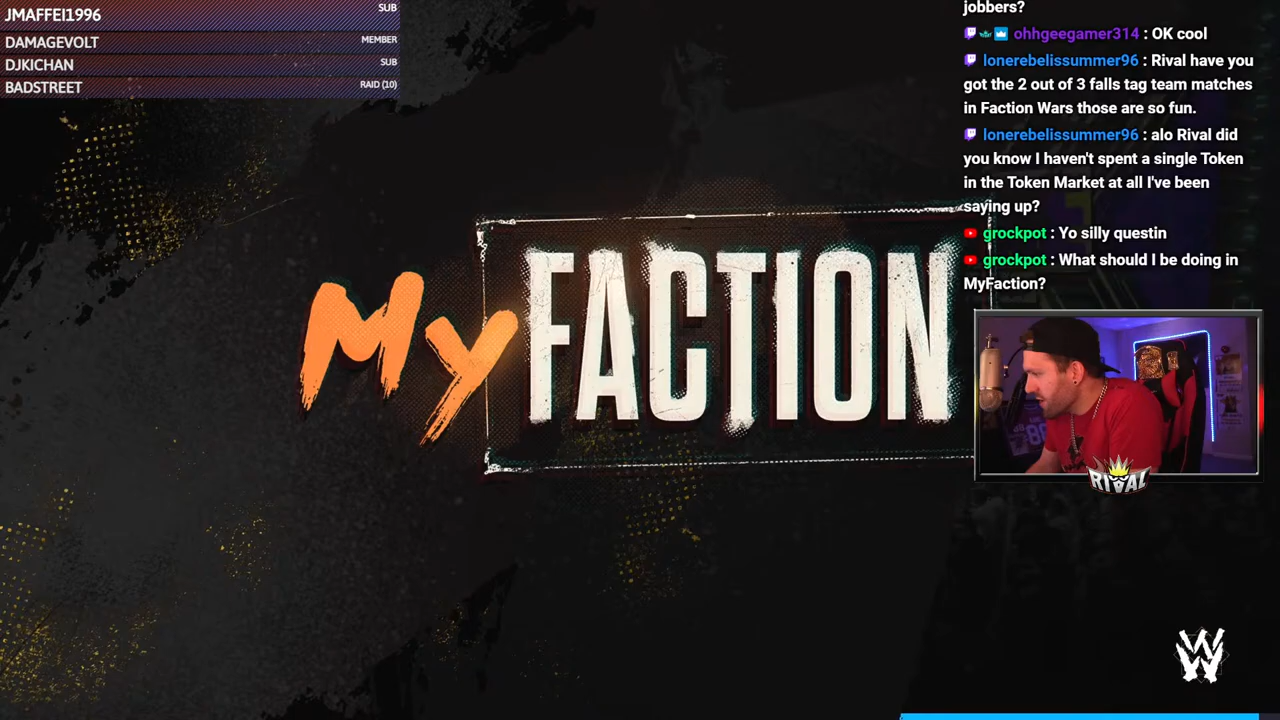 JMAFFEI1996 SUB
DAMAGEVOLT MEMBER
DJKICHAN SUB
BADSTREET RAID (10)
jobbers?
ohhgeegamer314 : OK cool
lonerebelissummer96 : Rival have you
got the 2 out of 3 falls tag team matches
in Faction Wars those are so fun.
lonerebelissummer96 : alo Rival did
you know I haven't spent a single Token
in the Token Market at all I've been
saying up?
grockpot : Yo silly questin
grockpot : What should I be doing in
MyFaction?
My FACTION
RIVAL
W